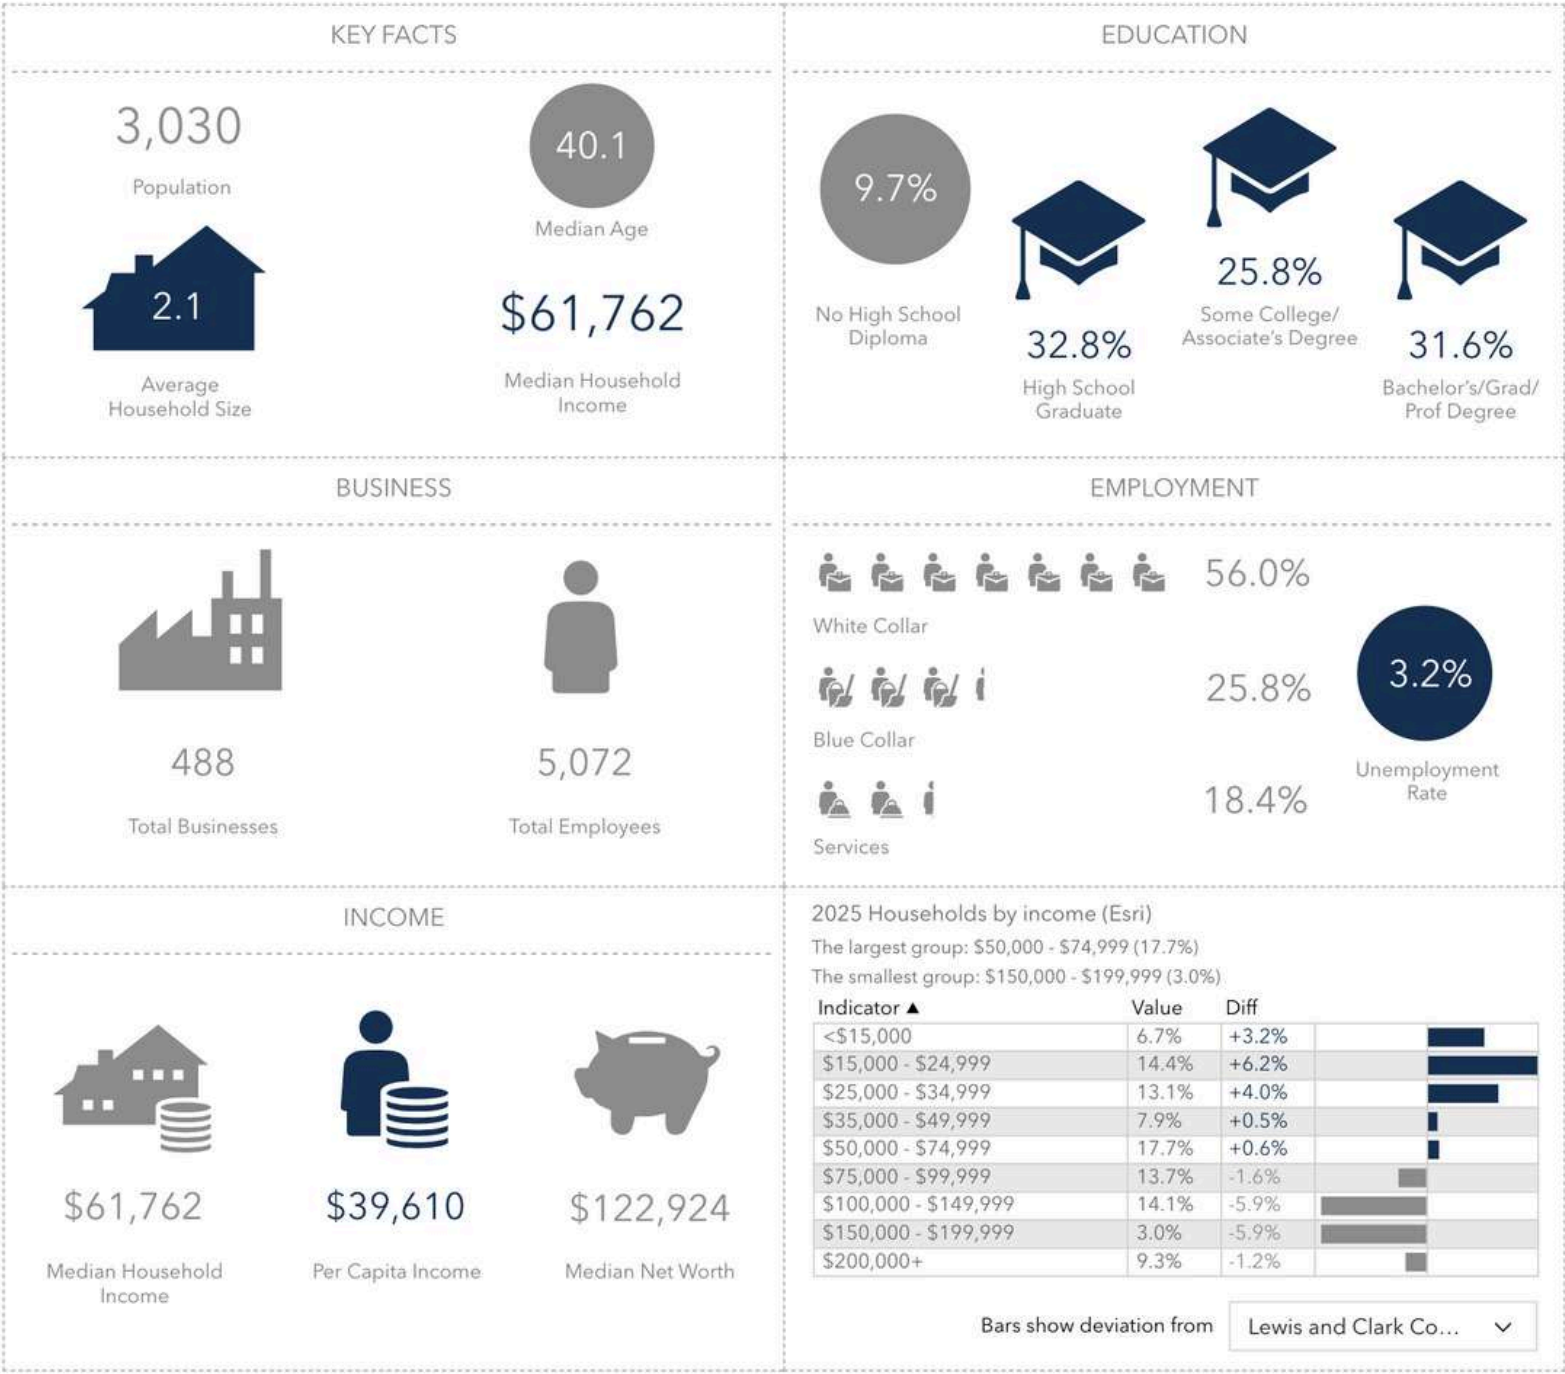 KEY FACTS
3,030
Population
40.1
Median Age
2.1
Average
Household Size
$61,762
Median Household
Income
EDUCATION
9.7%
No High School
Diploma
32.8%
High School
Graduate
25.8%
Some College/
Associate's Degree
31.6%
Bachelor's/Grad/
Prof Degree
BUSINESS
488
Total Businesses
5,072
Total Employees
EMPLOYMENT
56.0%
White Collar
25.8%
Blue Collar
18.4%
Services
3.2%
Unemployment
Rate
INCOME
$61,762
Median Household
Income
$39,610
Per Capita Income
$122,924
Median Net Worth
2025 Households by income (Esri)
The largest group: $50,000 - $74,999 (17.7%)
The smallest group: $150,000 - $199,999 (3.0%)
Indicator ▲ Value Diff
<$15,000 6.7% +3.2%
$15,000 - $24,999 14.4% +6.2%
$25,000 - $34,999 13.1% +4.0%
$35,000 - $49,999 7.9% +0.5%
$50,000 - $74,999 17.7% +0.6%
$75,000 - $99,999 13.7% -1.6%
$100,000 - $149,999 14.1% -5.9%
$150,000 - $199,999 3.0% -5.9%
$200,000+ 9.3% -1.2%
Bars show deviation from Lewis and Clark Co...